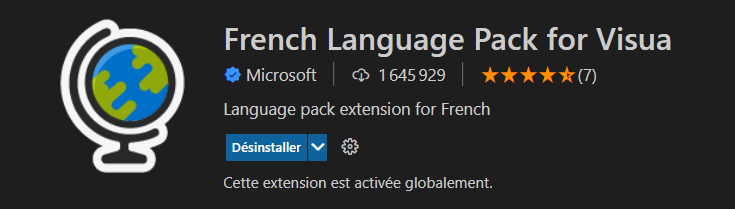 French Language Pack for Visua
Microsoft 1 645 929 (7)
Language pack extension for French
Désinstaller
Cette extension est activée globalement.